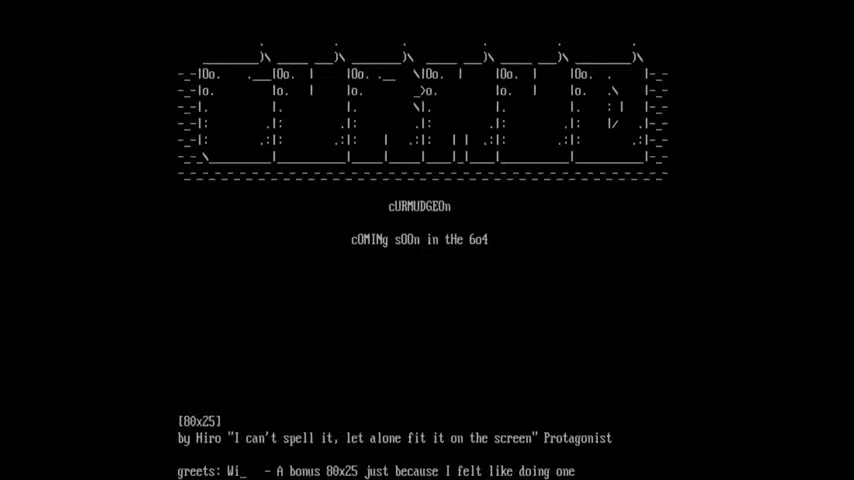 cURMUDGEOn
cOMINg sOOn in tHe 6o4
[80x25]
by Hiro "I can't spell it, let alone fit it on the screen" Protagonist
greets: Wi_   - A bonus 80x25 just because I felt like doing one